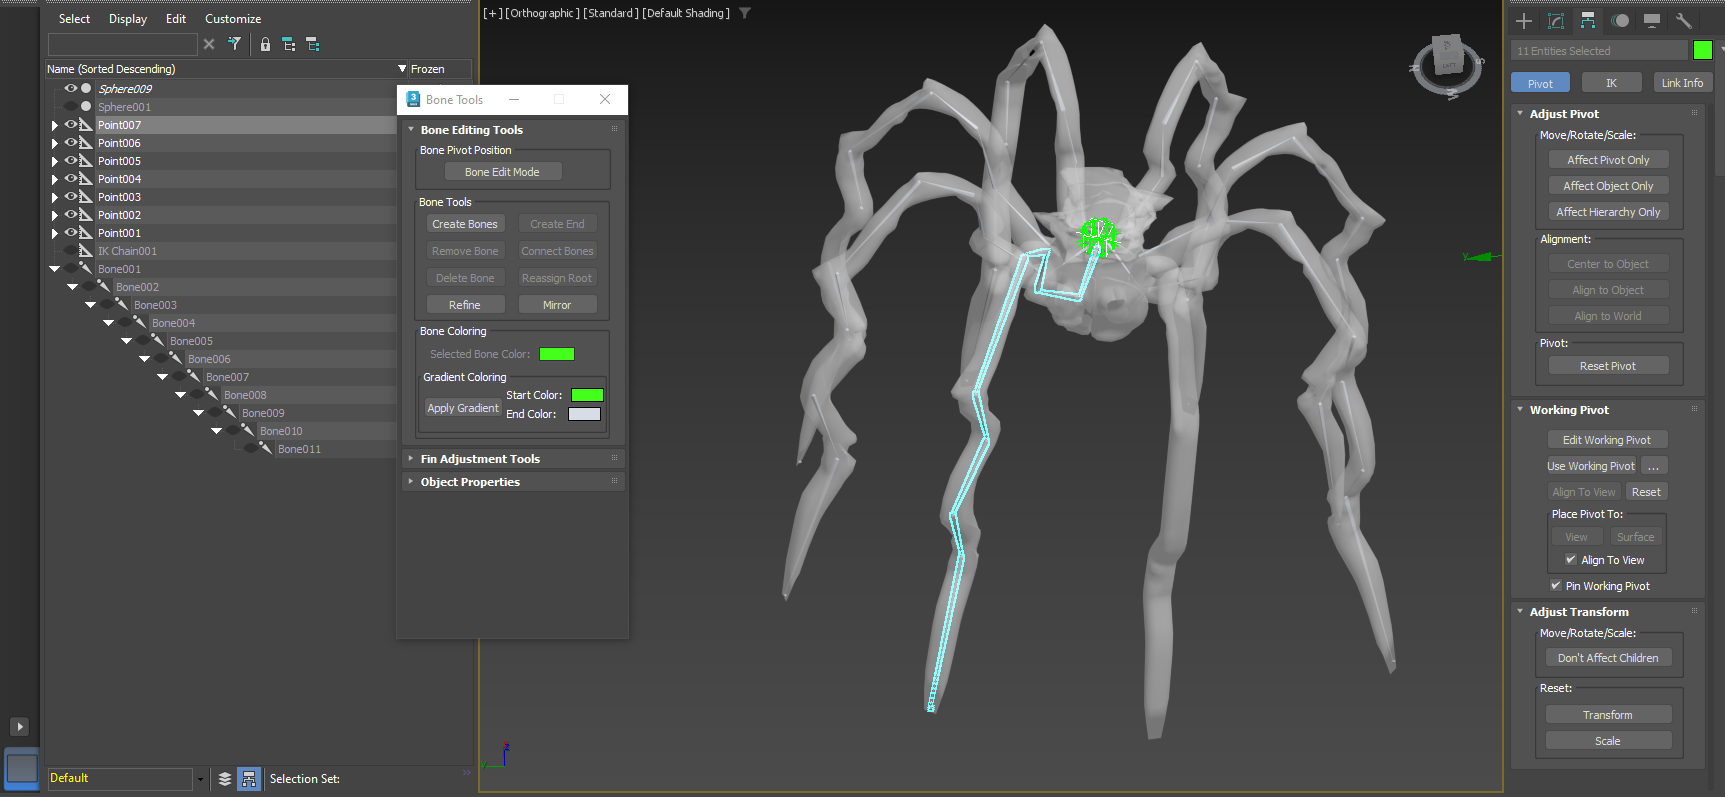 Select Display Edit Customize
Name (Sorted Descending) Frozen
Sphere009
Sphere001
Point007
Point006
Point005
Point004
Point003
Point002
Point001
IK Chain001
Bone001
Bone002
Bone003
Bone004
Bone005
Bone006
Bone007
Bone008
Bone009
Bone010
Bone011
Default
Selection Set:
3
Bone Tools
Bone Editing Tools
Bone Pivot Position
Bone Edit Mode
Bone Tools
Create Bones Create End
Remove Bone Connect Bones
Delete Bone Reassign Root
Refine Mirror
Bone Coloring
Selected Bone Color:
Gradient Coloring
Start Color:
Apply Gradient
End Color:
Fin Adjustment Tools
Object Properties
[+] [Orthographic] [Standard] [Default Shading]
LEFT
N
S
W
Y
z
11 Entities Selected
Pivot IK Link Info
Adjust Pivot
Move/Rotate/Scale:
Affect Pivot Only
Affect Object Only
Affect Hierarchy Only
Alignment:
Center to Object
Align to Object
Align to World
Pivot:
Reset Pivot
Working Pivot
Edit Working Pivot
Use Working Pivot ...
Align To View Reset
Place Pivot To:
View Surface
Align To View
Pin Working Pivot
Adjust Transform
Move/Rotate/Scale:
Don't Affect Children
Reset:
Transform
Scale